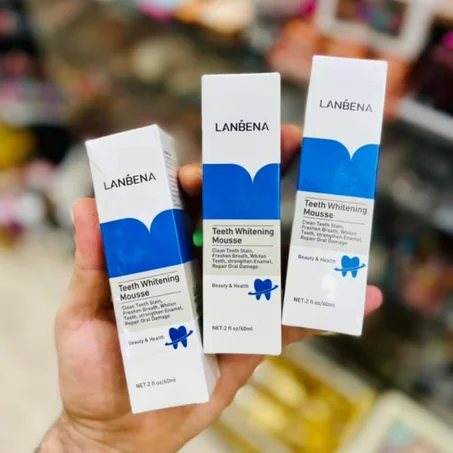 LANBENA
Teeth Whitening
Mousse
Clean Teeth Stain,
Freshen Breath, Whiten
Teeth, strengthen Enamel,
Repair Oral Damage
Beauty & Health
NET·2 fl oz/60ml
LANBENA
Teeth Whitening
Mousse
Clean Teeth Stain,
Freshen Breath, Whiten
Teeth, strengthen Enamel,
Repair Oral Damage
Beauty & Health
NET·2 fl oz/60ml
LANBENA
Teeth Whitening
Mousse
Clean Teeth Stain,
Freshen Breath, Whiten
Teeth, strengthen Enamel,
Repair Oral Damage
Beauty & Health
NET·2 fl oz/60ml